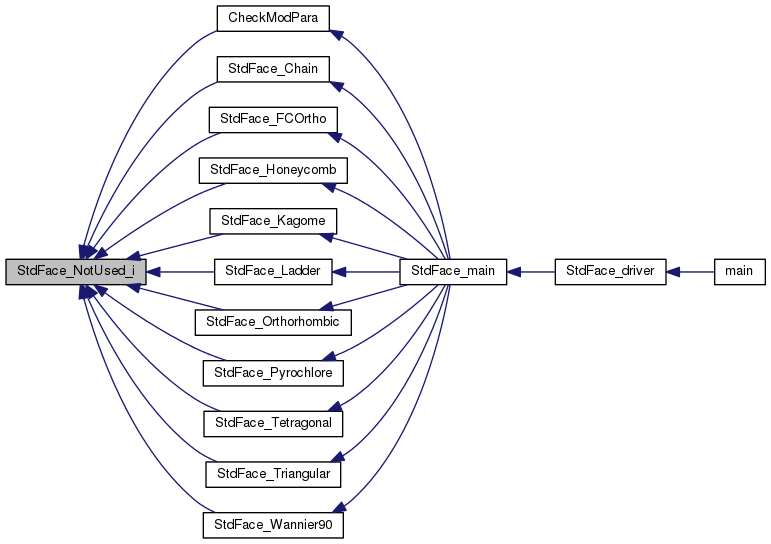 CheckModPara
StdFace_Chain
StdFace_FCOrtho
StdFace_Honeycomb
StdFace_Kagome
StdFace_NotUsed_i
StdFace_Ladder
StdFace_main
StdFace_driver
main
StdFace_Orthorhombic
StdFace_Pyrochlore
StdFace_Tetragonal
StdFace_Triangular
StdFace_Wannier90